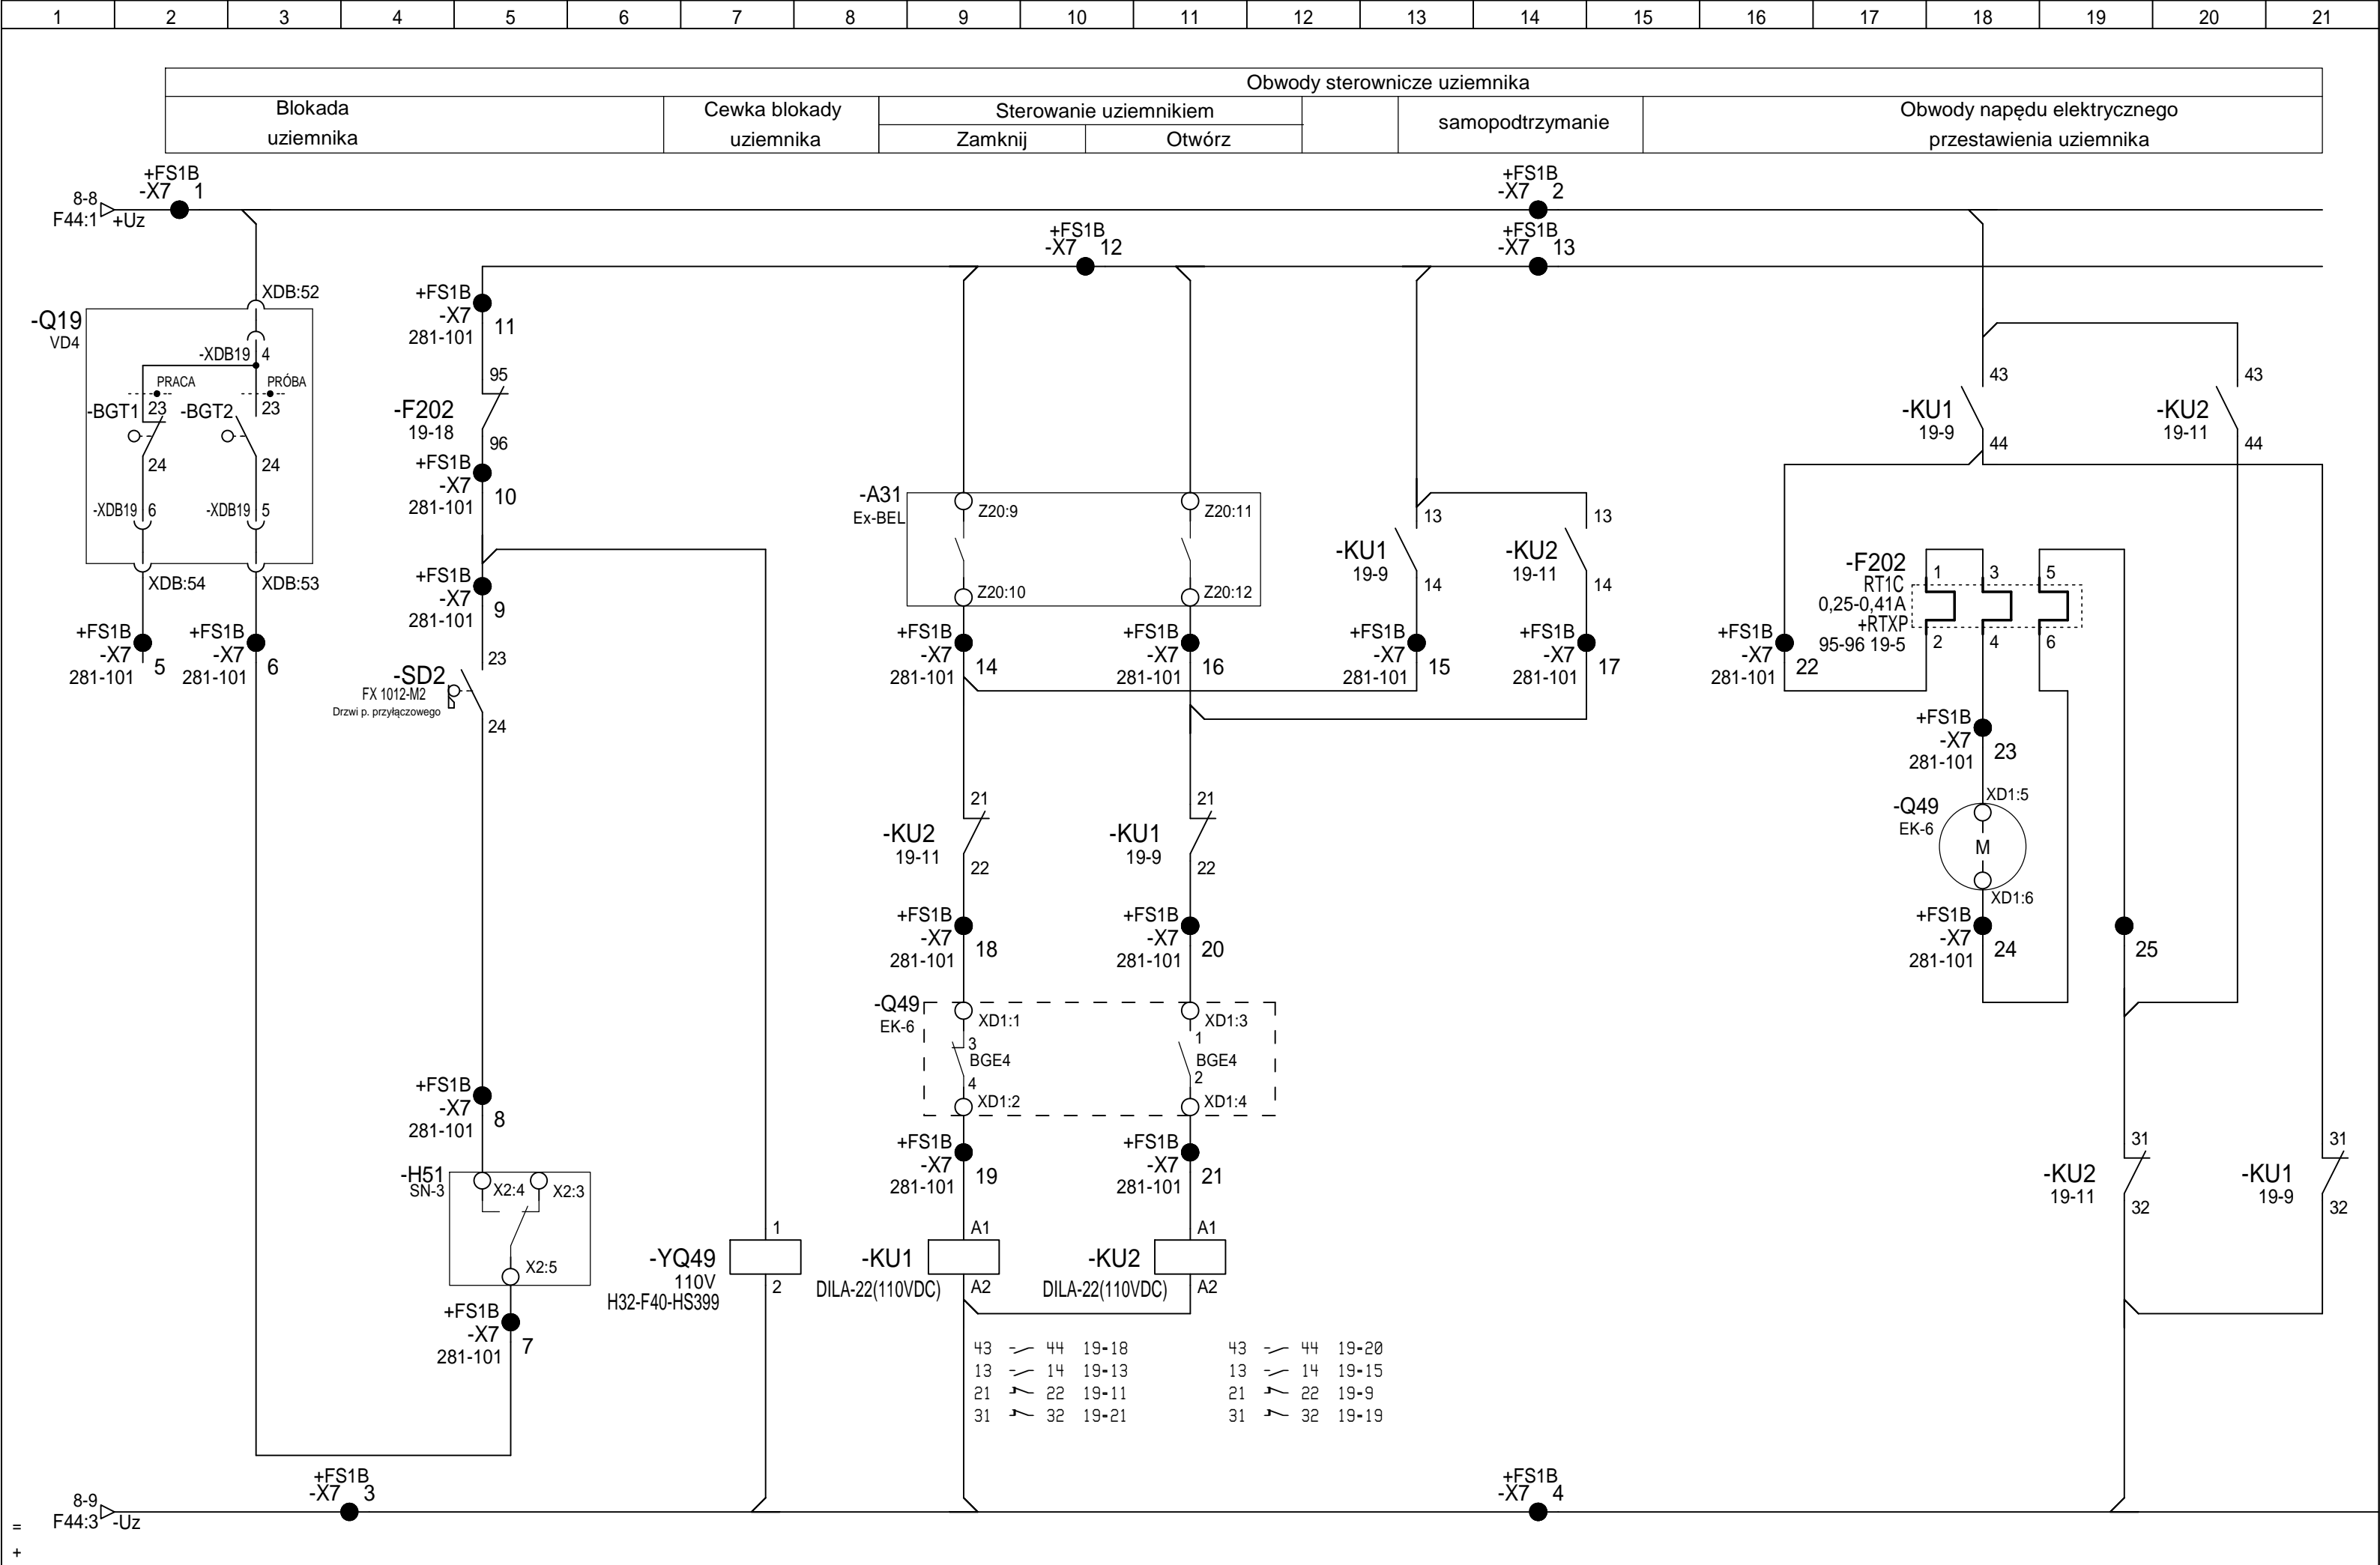 1 2 3 4 5 6 7 8 9 10 11 12 13 14 15 16 17 18 19 20 21
Obwody sterownicze uziemnika
Blokada
uziemnika
Cewka blokady
uziemnika
Sterowanie uziemnikiem
Zamknij
Otwórz
samopodtrzymanie
Obwody napędu elektrycznego
przestawienia uziemnika
8-8
F44:1 +Uz
+FS1B
-X7 1
+FS1B
-X7 2
+FS1B
-X7 12
+FS1B
-X7 13
XDB:52
-Q19
VD4
-XDB19 4
PRACA
PRÓBA
-BGT1 23
-BGT2 23
24
24
-XDB19 6
-XDB19 5
XDB:54
XDB:53
+FS1B
-X7
281-101 5
+FS1B
-X7
281-101 6
+FS1B
-X7
281-101 11
95
-F202
19-18
96
+FS1B
-X7
281-101 10
+FS1B
-X7
281-101 9
23
-SD2
FX 1012-M2
Drzwi p. przyłączowego
24
+FS1B
-X7
281-101 8
-H51
SN-3
X2:4
X2:3
X2:5
+FS1B
-X7
281-101 7
1
-YQ49
110V
H32-F40-HS399
2
-A31
Ex-BEL
Z20:9
Z20:11
Z20:10
Z20:12
+FS1B
-X7
281-101 14
+FS1B
-X7
281-101 16
13
-KU1
19-9
14
13
-KU2
19-11
14
+FS1B
-X7
281-101 15
+FS1B
-X7
281-101 17
21
-KU2
19-11
22
21
-KU1
19-9
22
+FS1B
-X7
281-101 18
+FS1B
-X7
281-101 20
-Q49
EK-6
XD1:1
3
BGE4
4
XD1:2
XD1:3
1
BGE4
2
XD1:4
+FS1B
-X7
281-101 19
+FS1B
-X7
281-101 21
A1
-KU1
DILA-22(110VDC)
A2
A1
-KU2
DILA-22(110VDC)
A2
43 44 19-18
13 14 19-13
21 22 19-11
31 32 19-21
43 44 19-20
13 14 19-15
21 22 19-9
31 32 19-19
43
-KU1
19-9
44
43
-KU2
19-11
44
-F202
RT1C
0,25-0,41A
+RTXP
95-96 19-5
1 3 5
2 4 6
+FS1B
-X7
281-101 22
+FS1B
-X7
281-101 23
-Q49
EK-6
XD1:5
M
XD1:6
+FS1B
-X7
281-101 24
25
31
-KU2
19-11
32
31
-KU1
19-9
32
8-9
F44:3 -Uz
+FS1B
-X7 3
+FS1B
-X7 4
=
+